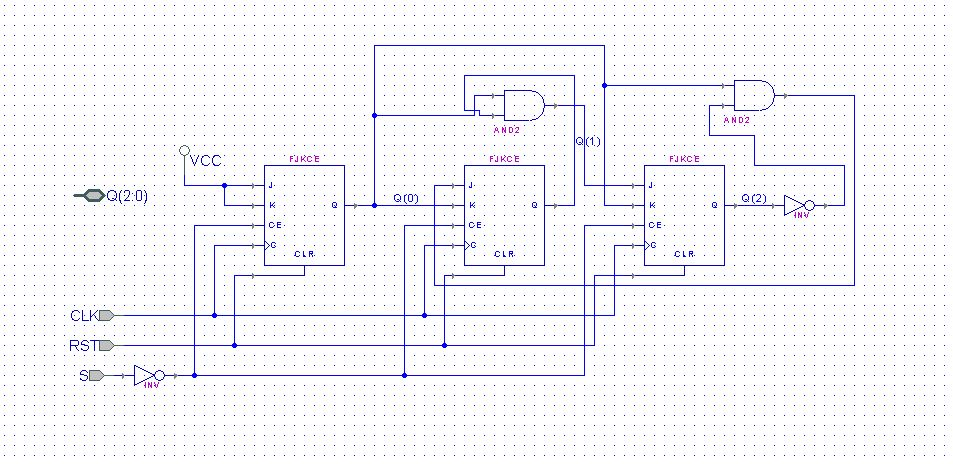 AND2
AND2
Q(1)
VCC
FJKCE
FJKCE
FJKCE
J
K
CE
C
CLR
Q
Q(0)
J
K
CE
C
CLR
Q
J
K
CE
C
CLR
Q
Q(2)
INV
Q(2:0)
CLK
RST
S
INV